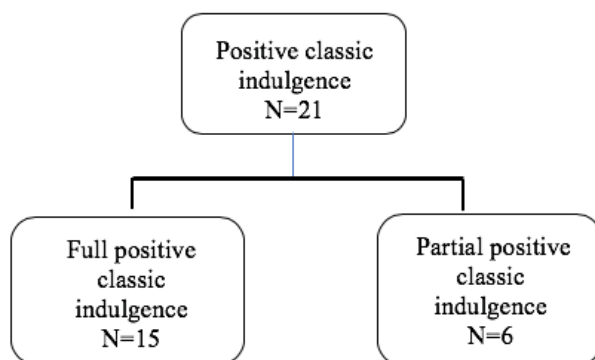 Positive classic
indulgence
N=21
Full positive
classic
indulgence
N=15
Partial positive
classic
indulgence
N=6